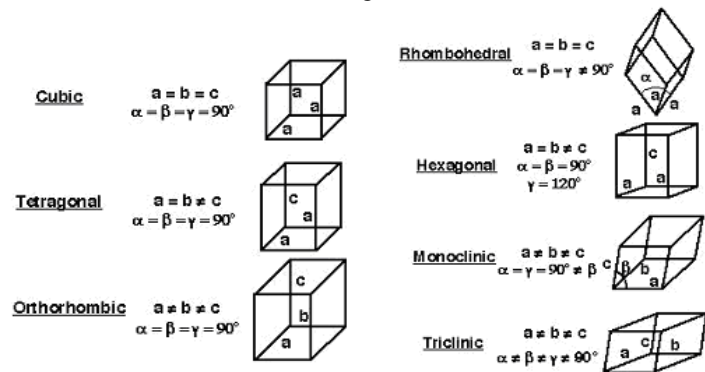 Cubic
a = b = c
α = β = γ = 90°
a
a
a
Tetragonal
a = b ≠ c
α = β = γ = 90°
c
a
a
Orthorhombic
a ≠ b ≠ c
α = β = γ = 90°
c
b
a
Rhombohedral
a = b = c
α = β = γ ≠ 90°
α
a
a
a
Hexagonal
a = b ≠ c
α = β = 90°
γ = 120°
c
a
a
Monoclinic
a ≠ b ≠ c
α = γ = 90° ≠ β
c
β
b
a
Triclinic
a ≠ b ≠ c
α ≠ β ≠ γ ≠ 90°
c
b
a